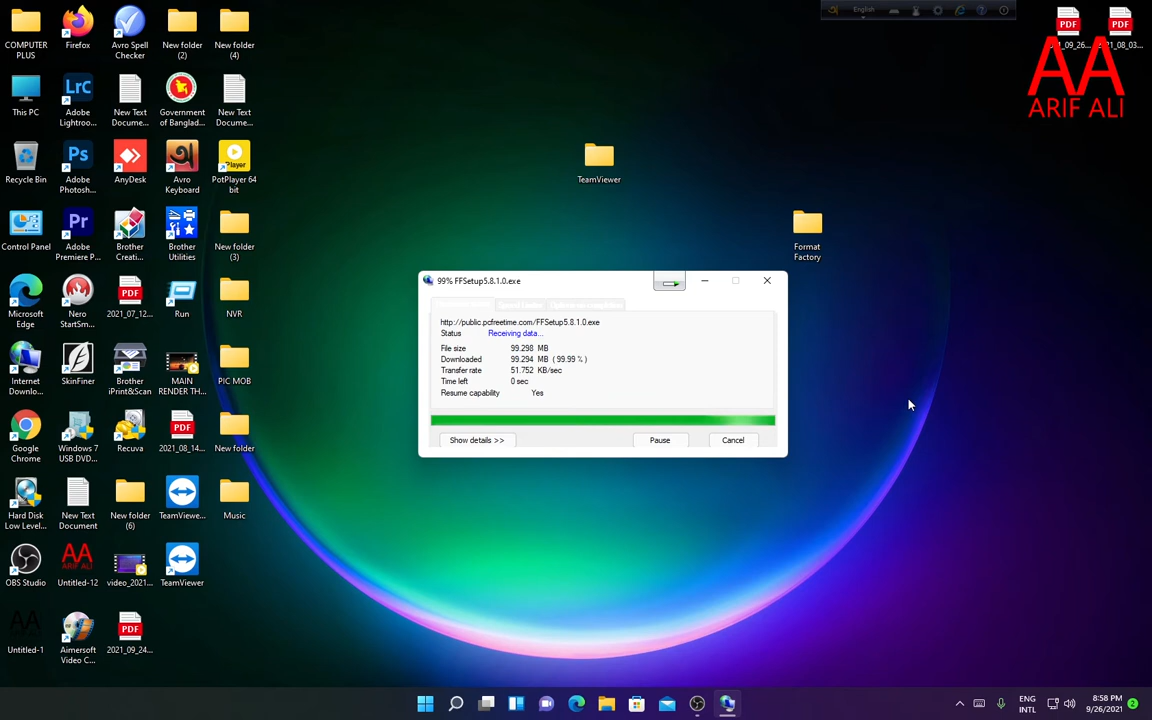 English
COMPUTER
PLUS
Firefox
Avro Spell
Checker
New folder
(2)
New folder
(4)
This PC
Adobe
Lightroo...
New Text
Docume...
Government
of Banglad...
New Text
Docume...
Recycle Bin
Adobe
Photosh...
AnyDesk
Avro
Keyboard
PotPlayer 64
bit
Control Panel
Adobe
Premiere P...
Brother
Creati...
Brother
Utilities
New folder
(3)
Microsoft
Edge
Nero
StartSm...
2021_07_12...
Run
NVR
Internet
Downlo...
SkinFiner
Brother
iPrint&Scan
MAIN
RENDER TH...
PIC MOB
Google
Chrome
Windows 7
USB DVD...
Recuva
2021_08_14...
New folder
Hard Disk
Low Level...
New Text
Document
New folder
(6)
TeamViewe...
Music
OBS Studio
Untitled-12
video_2021...
TeamViewer
Untitled-1
Aimersoft
Video C...
2021_09_24...
TeamViewer
Format
Factory
PDF
PDF
AA
ARIF ALI
99% FFSetup5.8.1.0.exe
http://public.pcfreetime.com/FFSetup5.8.1.0.exe
Status Receiving data...
File size 99.298 MB
Downloaded 99.294 MB ( 99.99 % )
Transfer rate 51.752 KB/sec
Time left 0 sec
Resume capability Yes
Show details >> Pause Cancel
ENG
INTL
8:58 PM
9/26/2021
2